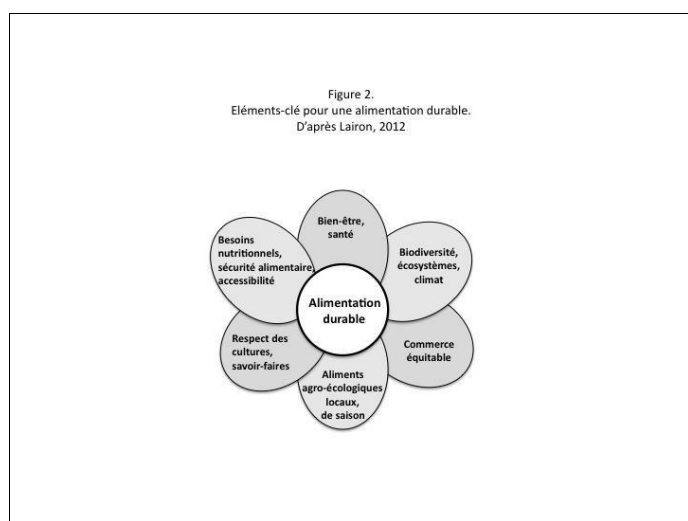 Figure 2.
Eléments-clé pour une alimentation durable.
D'après Lairon, 2012
Bien-être,
santé
Biodiversité,
écosystèmes,
climat
Commerce
équitable
Aliments
agro-écologiques
locaux,
de saison
Respect des
cultures,
savoir-faires
Besoins
nutritionnels,
sécurité alimentaire,
accessibilité
Alimentation
durable